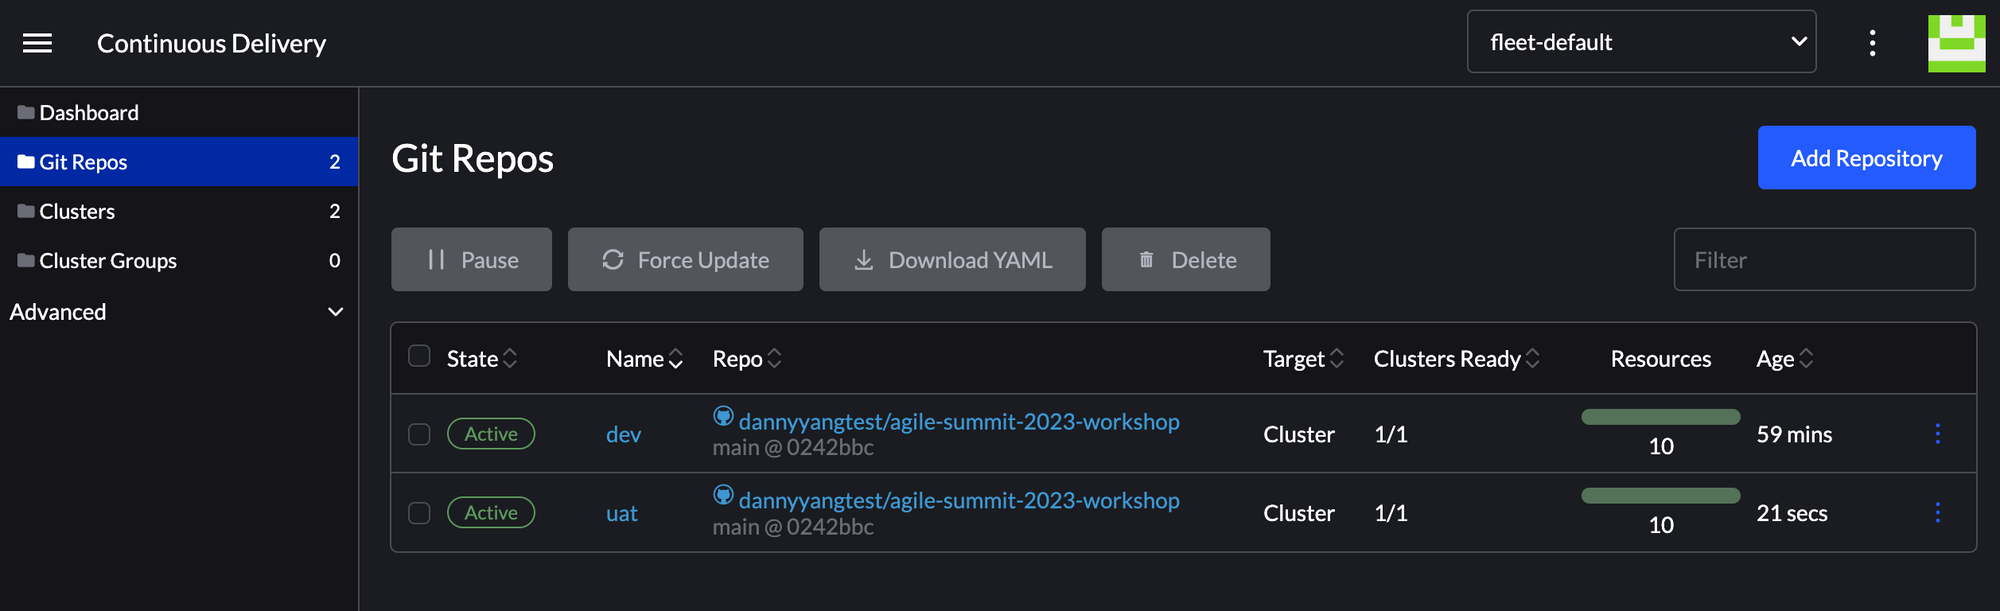 Continuous Delivery
fleet-default
Dashboard
Git Repos 2
Clusters 2
Cluster Groups 0
Advanced
Git Repos
Add Repository
Pause Force Update Download YAML Delete
Filter
State Name Repo Target Clusters Ready Resources Age
Active dev dannyyangtest/agile-summit-2023-workshop Cluster 1/1 10 59 mins
main @ 0242bbc
Active uat dannyyangtest/agile-summit-2023-workshop Cluster 1/1 10 21 secs
main @ 0242bbc